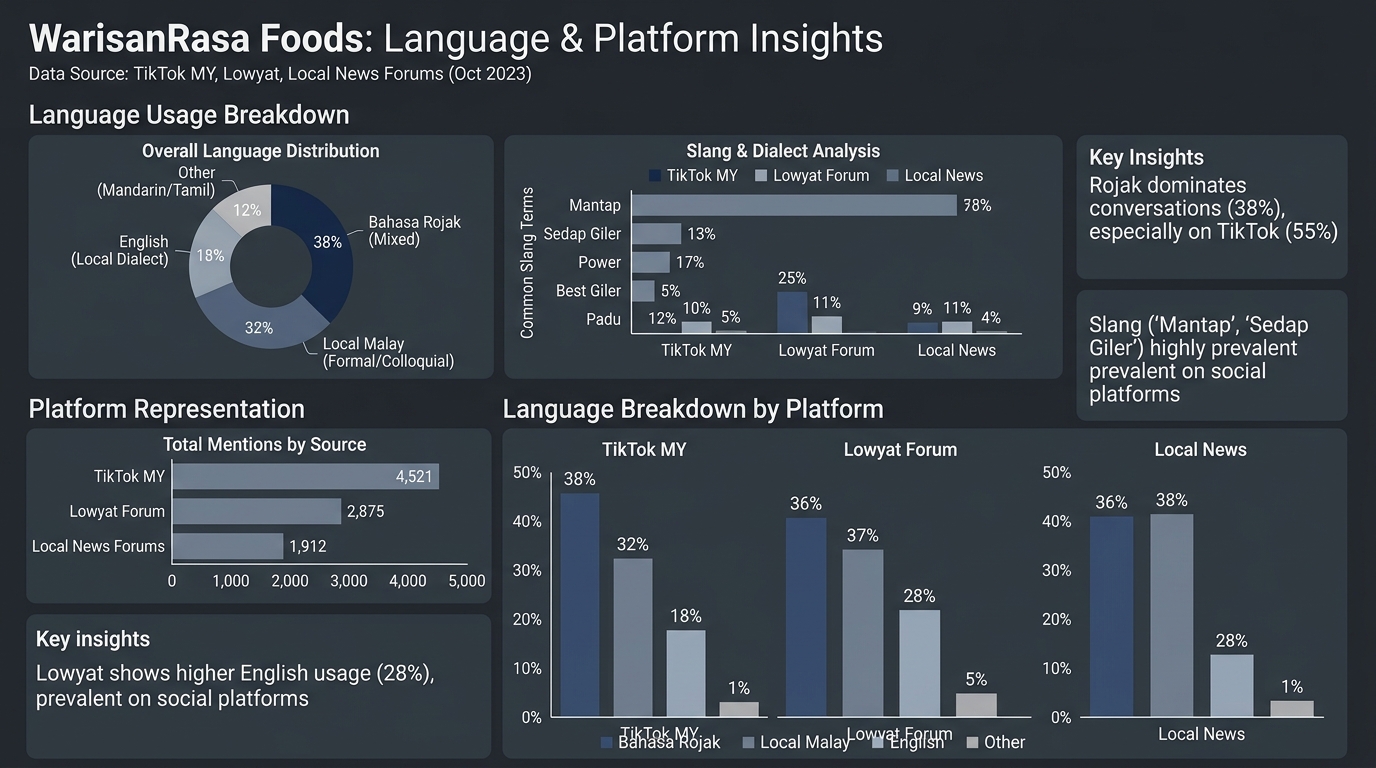 WarisanRasa Foods: Language & Platform Insights
Data Source: TikTok MY, Lowyat, Local News Forums (Oct 2023)
Language Usage Breakdown
Overall Language Distribution
Other
(Mandarin/Tamil)
12%
Bahasa Rojak
(Mixed)
38%
English
(Local Dialect)
18%
32%
Local Malay
(Formal/Colloquial)
Slang & Dialect Analysis
TikTok MY
Lowyat Forum
Local News
Common Slang Terms
Mantap
78%
Sedap Giler
13%
Power
17%
Best Giler
5%
Padu
12%
10%
5%
25%
11%
9%
11%
4%
TikTok MY
Lowyat Forum
Local News
Key Insights
Rojak dominates
conversations (38%),
especially on TikTok (55%)
Slang (‘Mantap’, ‘Sedap
Giler’) highly prevalent
prevalent on social
platforms
Platform Representation
Total Mentions by Source
TikTok MY
4,521
Lowyat Forum
2,875
Local News Forums
1,912
0 1,000 2,000 3,000 4,000 5,000
Key insights
Lowyat shows higher English usage (28%),
prevalent on social platforms
Language Breakdown by Platform
TikTok MY
50%
40%
30%
20%
10%
0%
38%
32%
18%
1%
TikTok MY
Lowyat Forum
36%
37%
28%
5%
Lowyat Forum
Local News
50%
40%
30%
20%
10%
0%
36%
38%
28%
1%
Local News
Bahasa Rojak
Local Malay
English
Other